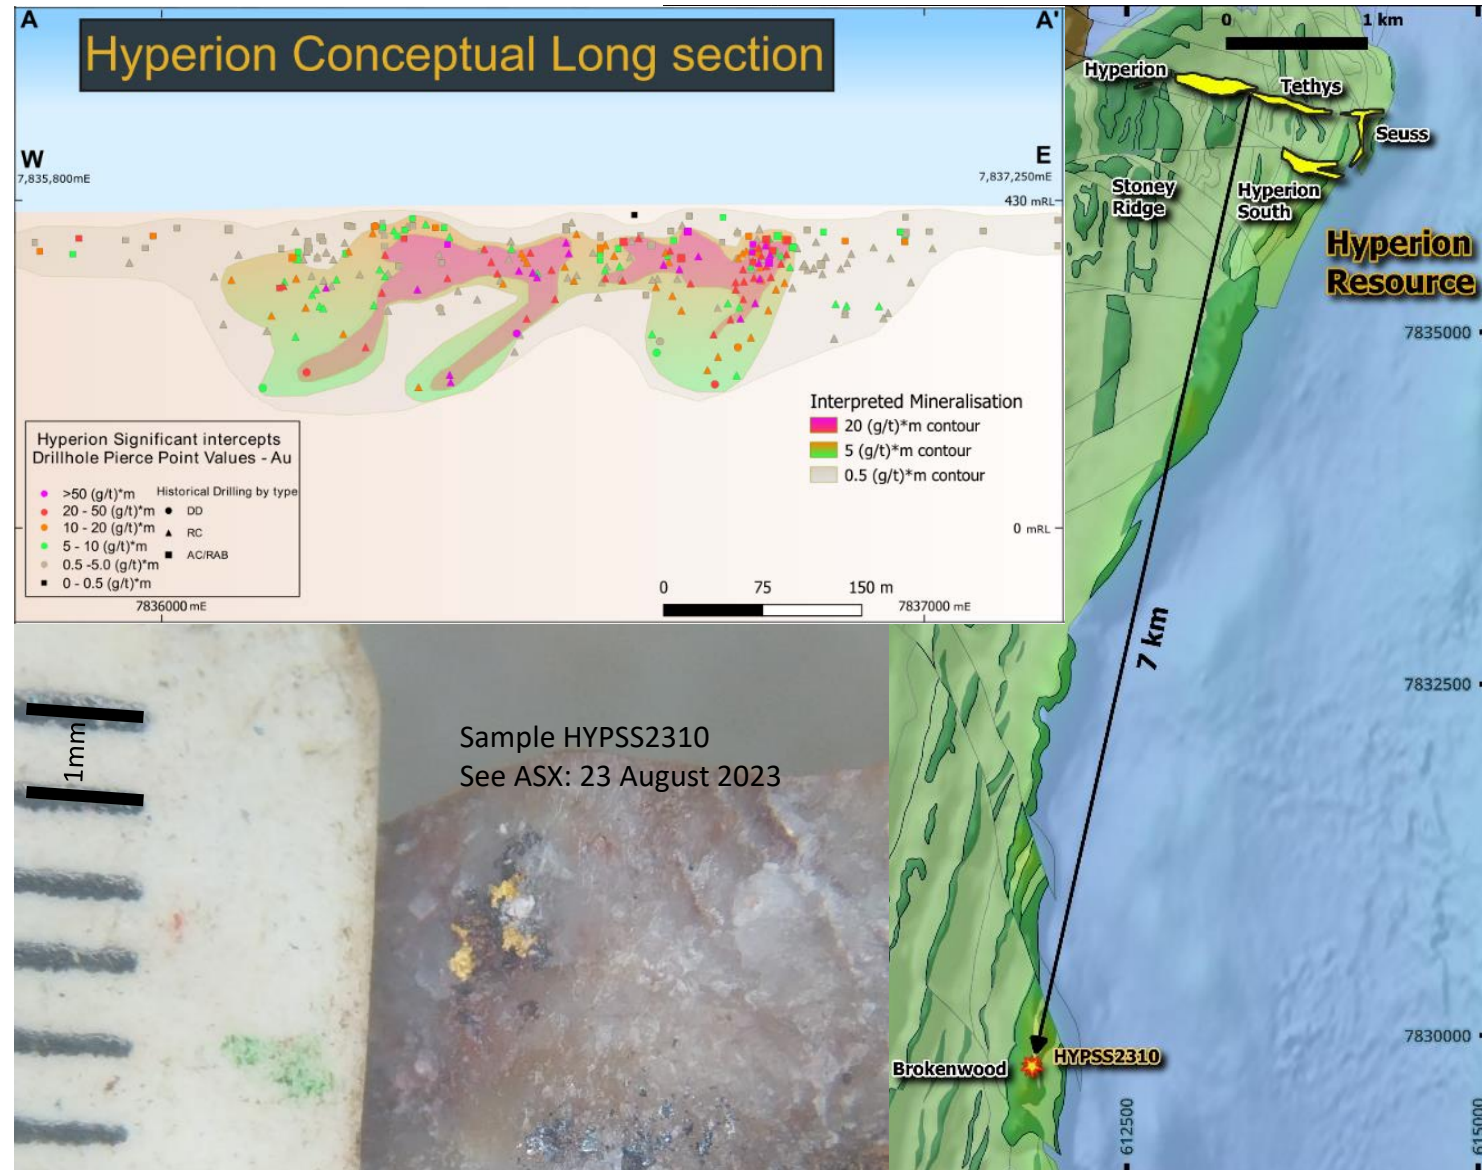 A
A'
Hyperion Conceptual Long section
W
E
7,835,800mE
7,837,250mE
430 mRL
Interpreted Mineralisation
20 (g/t)*m contour
5 (g/t)*m contour
0.5 (g/t)*m contour
Hyperion Significant intercepts
Drillhole Pierce Point Values - Au
>50 (g/t)*m
20 - 50 (g/t)*m
10 - 20 (g/t)*m
5 - 10 (g/t)*m
0.5 -5.0 (g/t)*m
0 - 0.5 (g/t)*m
Historical Drilling by type
DD
RC
AC/RAB
0 mRL
0 75 150 m
7836000 mE
7837000 mE
0 1 km
Hyperion
Tethys
Seuss
Stoney
Ridge
Hyperion
South
Hyperion
Resource
7835000
7 km
7832500
7830000
Brokenwood
HYPSS2310
612500
615000
1mm
Sample HYPSS2310
See ASX: 23 August 2023